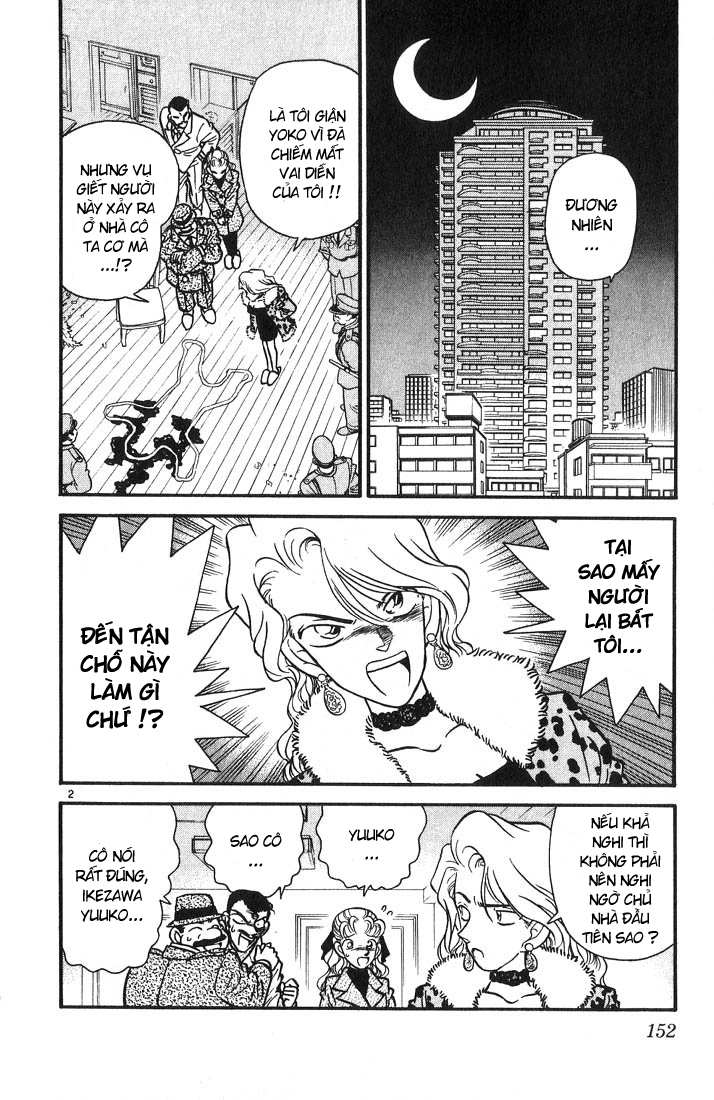 ĐƯƠNG
NHIÊN
...
LÀ TÔI GIẬN
YOKO VÌ ĐÃ
CHIẾM MẤT
VAI DIỄN
CỦA TÔI !!
NHƯNG VỤ
GIẾT NGƯỜI
NÀY XẢY RA
Ở NHÀ CÔ
TA CƠ MÀ
...!?
TẠI
SAO MẤY
NGƯỜI
LẠI BẮT
TÔI...
ĐẾN TẬN
CHỖ NÀY
LÀM GÌ
CHỨ !?
2
NẾU KHẢ
NGHI THÌ
KHÔNG PHẢI
NÊN NGHI
NGỜ CHỦ
NHÀ ĐẦU
TIÊN SAO ?
YUUKO
...
SAO CÔ
...
CÔ NÓI
RẤT ĐÚNG,
IKEZAWA
YUUKO...
152